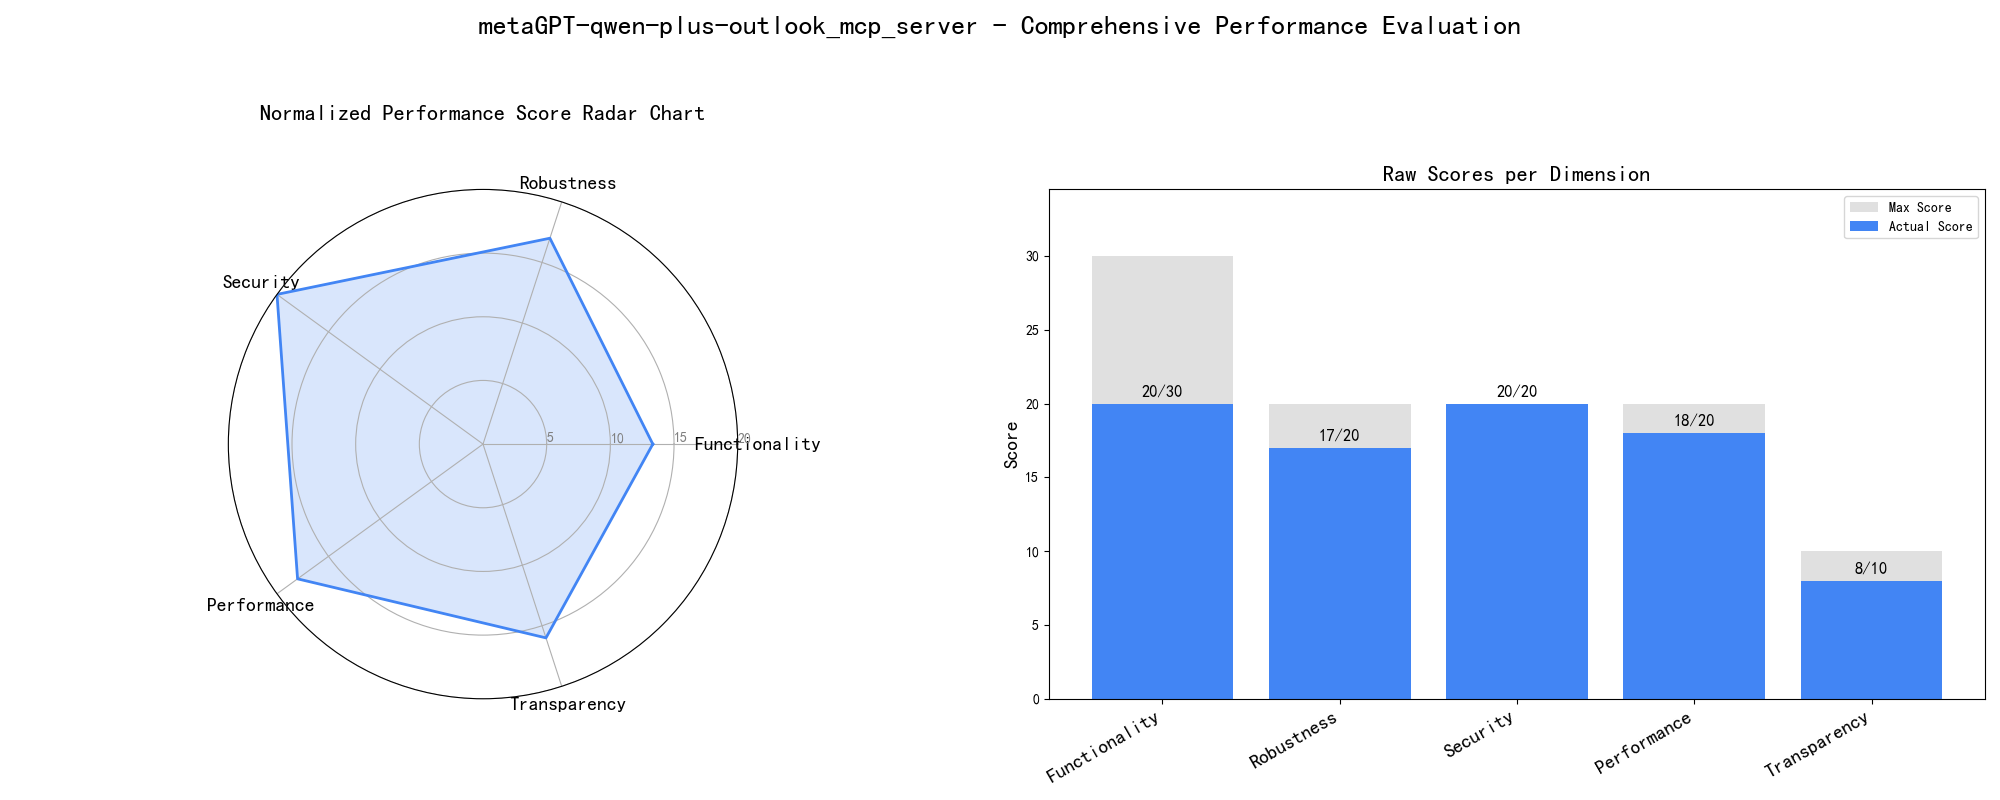 metaGPT-qwen-plus-outlook_mcp_server - Comprehensive Performance Evaluation
Normalized Performance Score Radar Chart
Robustness
Security
5
10
15
20
Functionality
Performance
Transparency
Raw Scores per Dimension
Max Score
Actual Score
Score
30
25
20
15
10
5
0
20/30
17/20
20/20
18/20
8/10
Functionality
Robustness
Security
Performance
Transparency